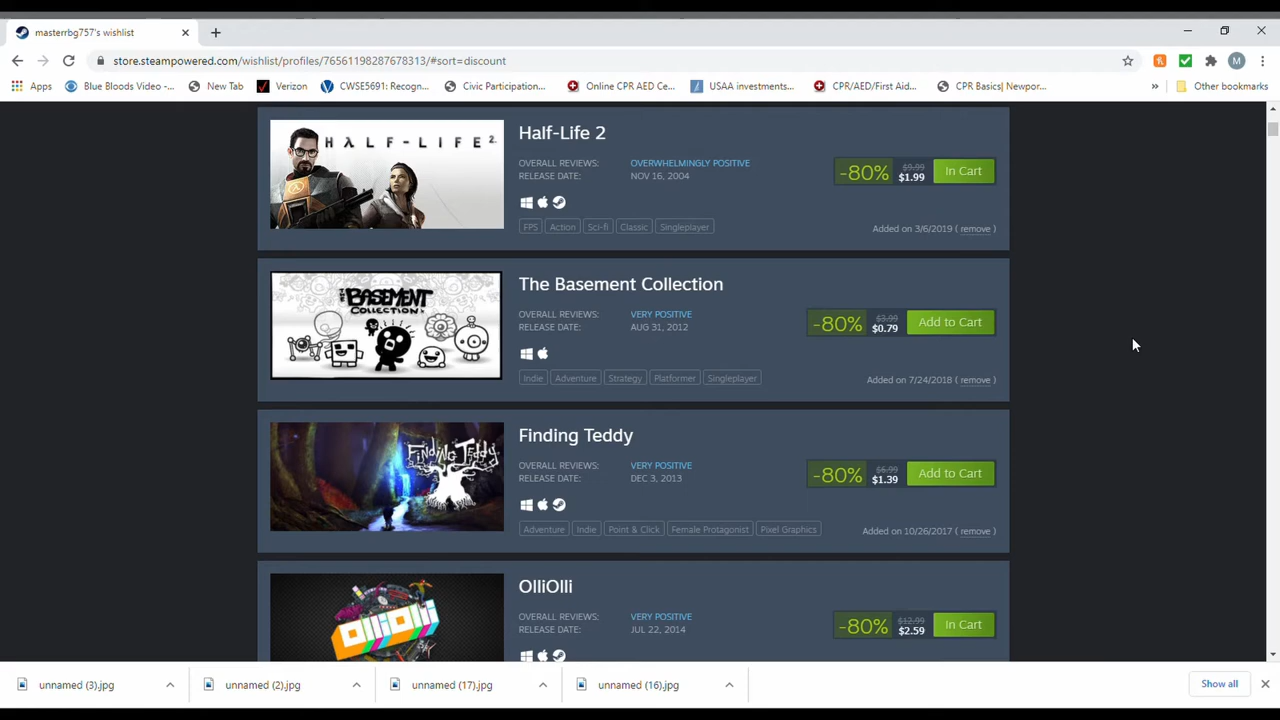 masterrbg757's wishlist
store.steampowered.com/wishlist/profiles/76561198287678313/#sort=discount
M
Apps Blue Bloods Video -... New Tab Verizon CWSE5691: Recogn... Civic Participation... Online CPR AED Ce... USAA investments... CPR/AED/First Aid... CPR Basics| Newpor... » Other bookmarks
HALF-LIFE 2
Half-Life 2
OVERALL REVIEWS: OVERWHELMINGLY POSITIVE
RELEASE DATE: NOV 16, 2004
-80% $9.99 $1.99 In Cart
FPS Action Sci-fi Classic Singleplayer
Added on 3/6/2019 ( remove )
THE BASEMENT COLLECTION
The Basement Collection
OVERALL REVIEWS: VERY POSITIVE
RELEASE DATE: AUG 31, 2012
-80% $3.99 $0.79 Add to Cart
Indie Adventure Strategy Platformer Singleplayer
Added on 7/24/2018 ( remove )
FINDING TEDDY
Finding Teddy
OVERALL REVIEWS: VERY POSITIVE
RELEASE DATE: DEC 3, 2013
-80% $6.99 $1.39 Add to Cart
Adventure Indie Point & Click Female Protagonist Pixel Graphics
Added on 10/26/2017 ( remove )
OLLIOLLI
OlliOlli
OVERALL REVIEWS: VERY POSITIVE
RELEASE DATE: JUL 22, 2014
-80% $12.99 $2.59 In Cart
unnamed (3).jpg unnamed (2).jpg unnamed (17).jpg unnamed (16).jpg Show all